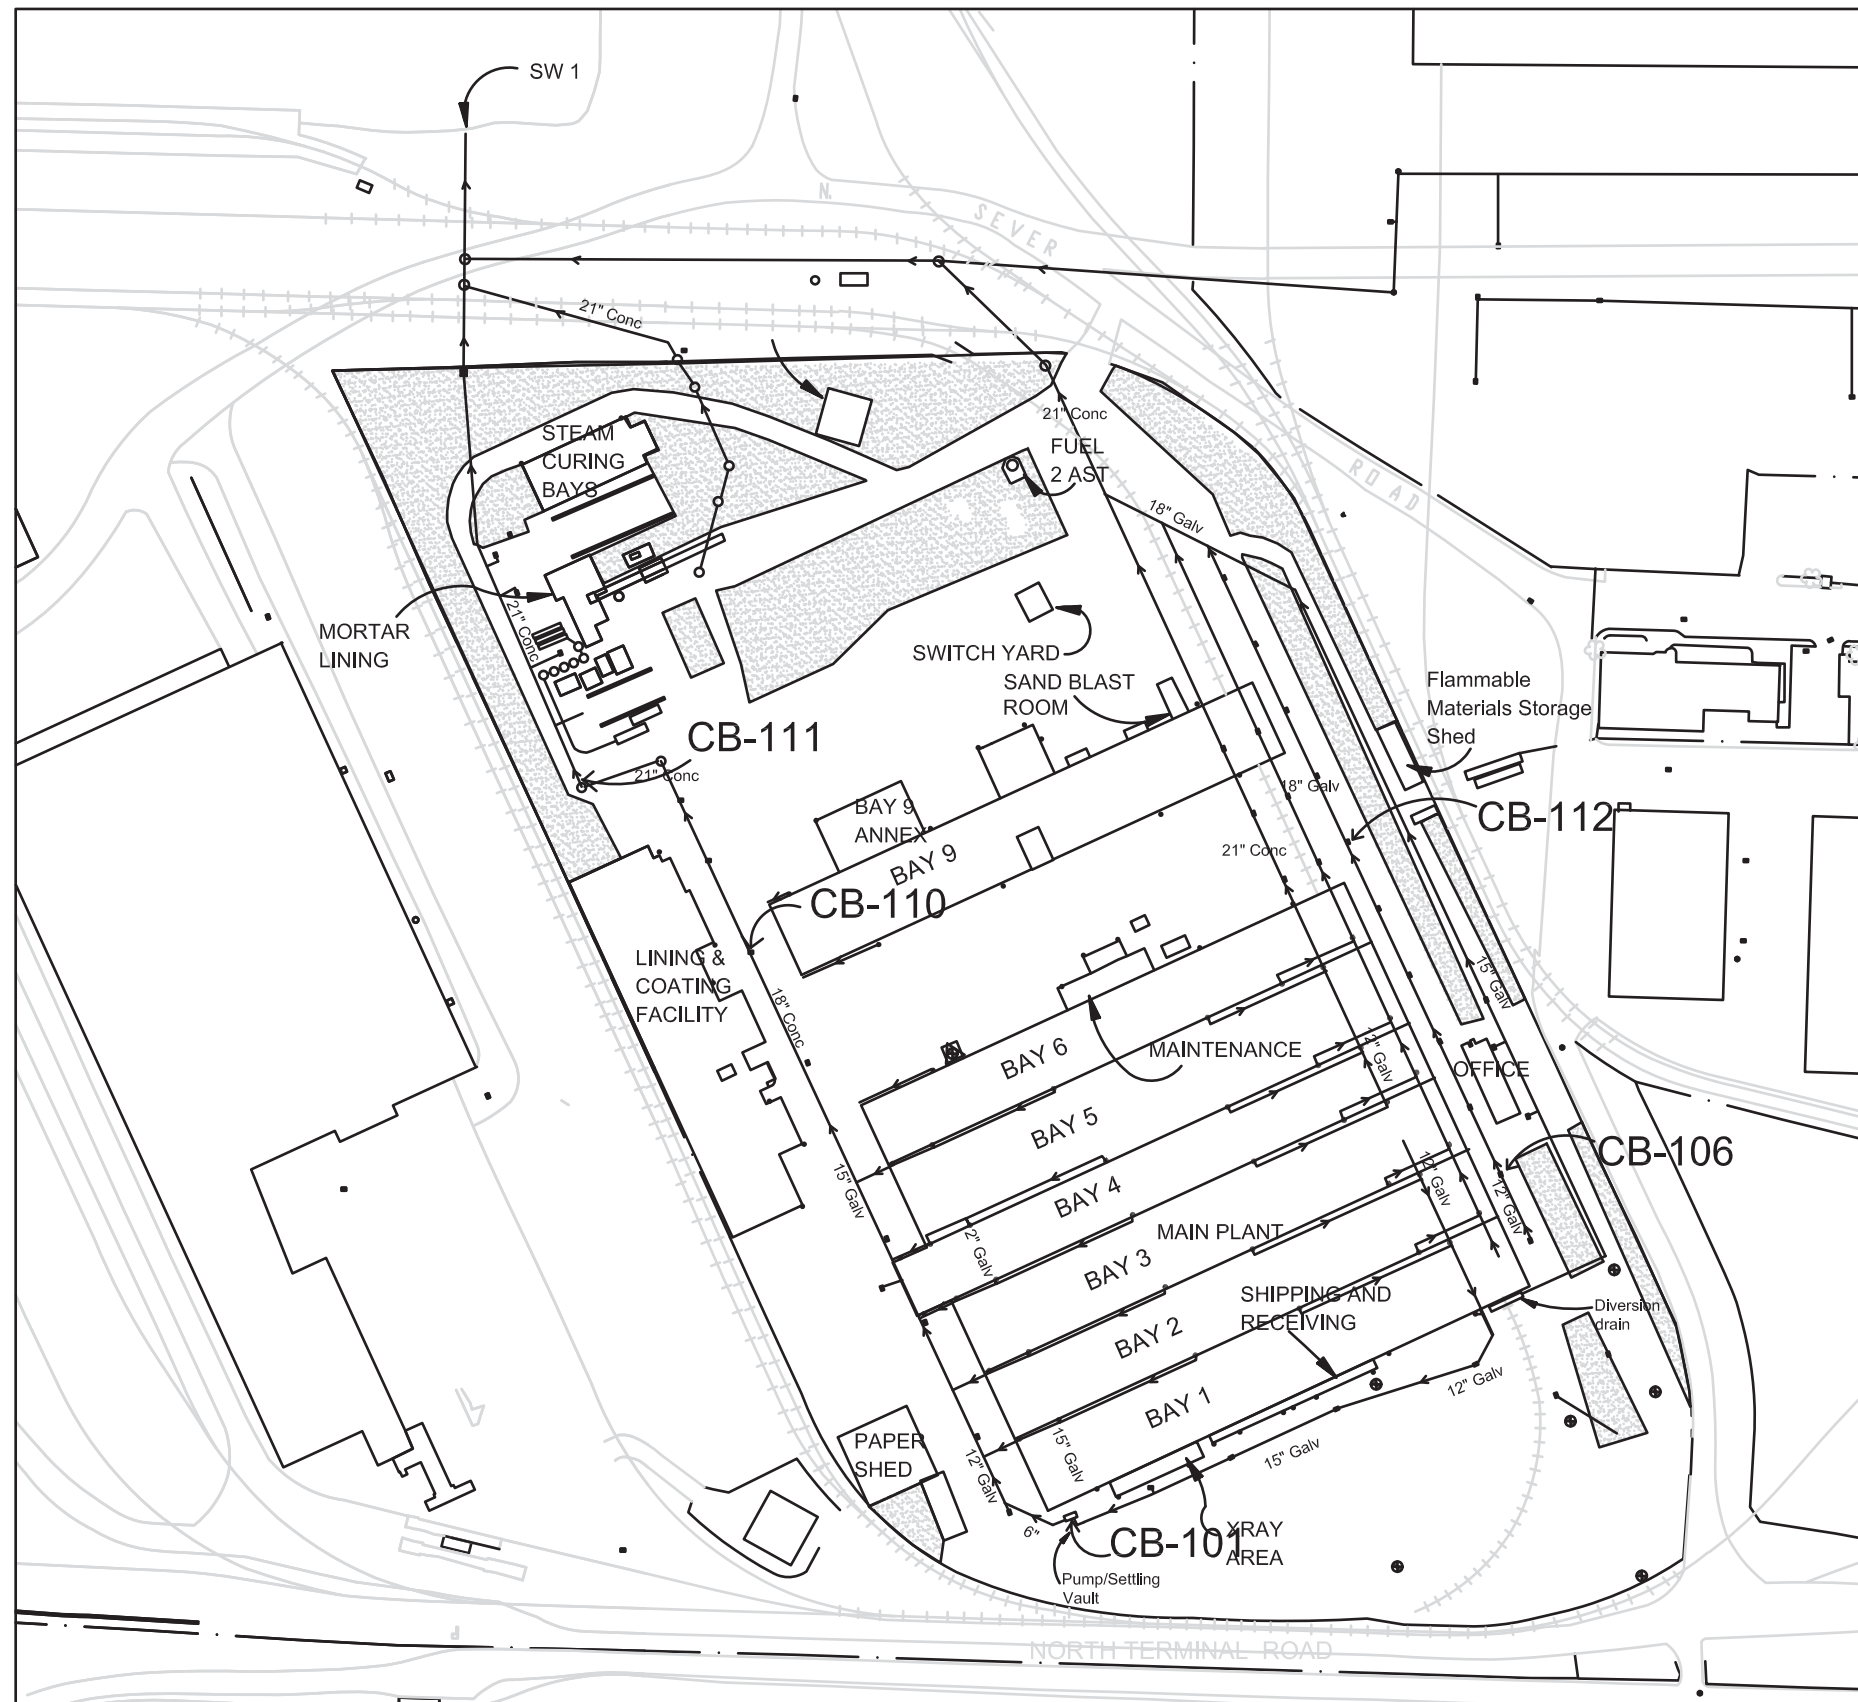 SW 1
N.
SEVER
ROAD
21" Conc
21" Conc
STEAM
CURING
BAYS
FUEL
2 AST
18" Galv
21" Conc
MORTAR
LINING
SWITCH YARD
SAND BLAST
ROOM
Flammable
Materials Storage
Shed
CB-111
21" Conc
18" Galv
BAY 9
ANNEX
CB-112
21" Conc
BAY 9
CB-110
LINING &
COATING
FACILITY
18" Conc
15" Galv
BAY 6
MAINTENANCE
12" Galv
OFFICE
BAY 5
15" Galv
12" Galv
CB-106
BAY 4
12" Galv
MAIN PLANT
2" Galv
BAY 3
SHIPPING AND
RECEIVING
Diversion
drain
BAY 2
12" Galv
BAY 1
PAPER
SHED
15" Galv
12" Galv
15" Galv
6"
CB-101
XRAY
AREA
Pump/Settling
Vault
NORTH TERMINAL ROAD